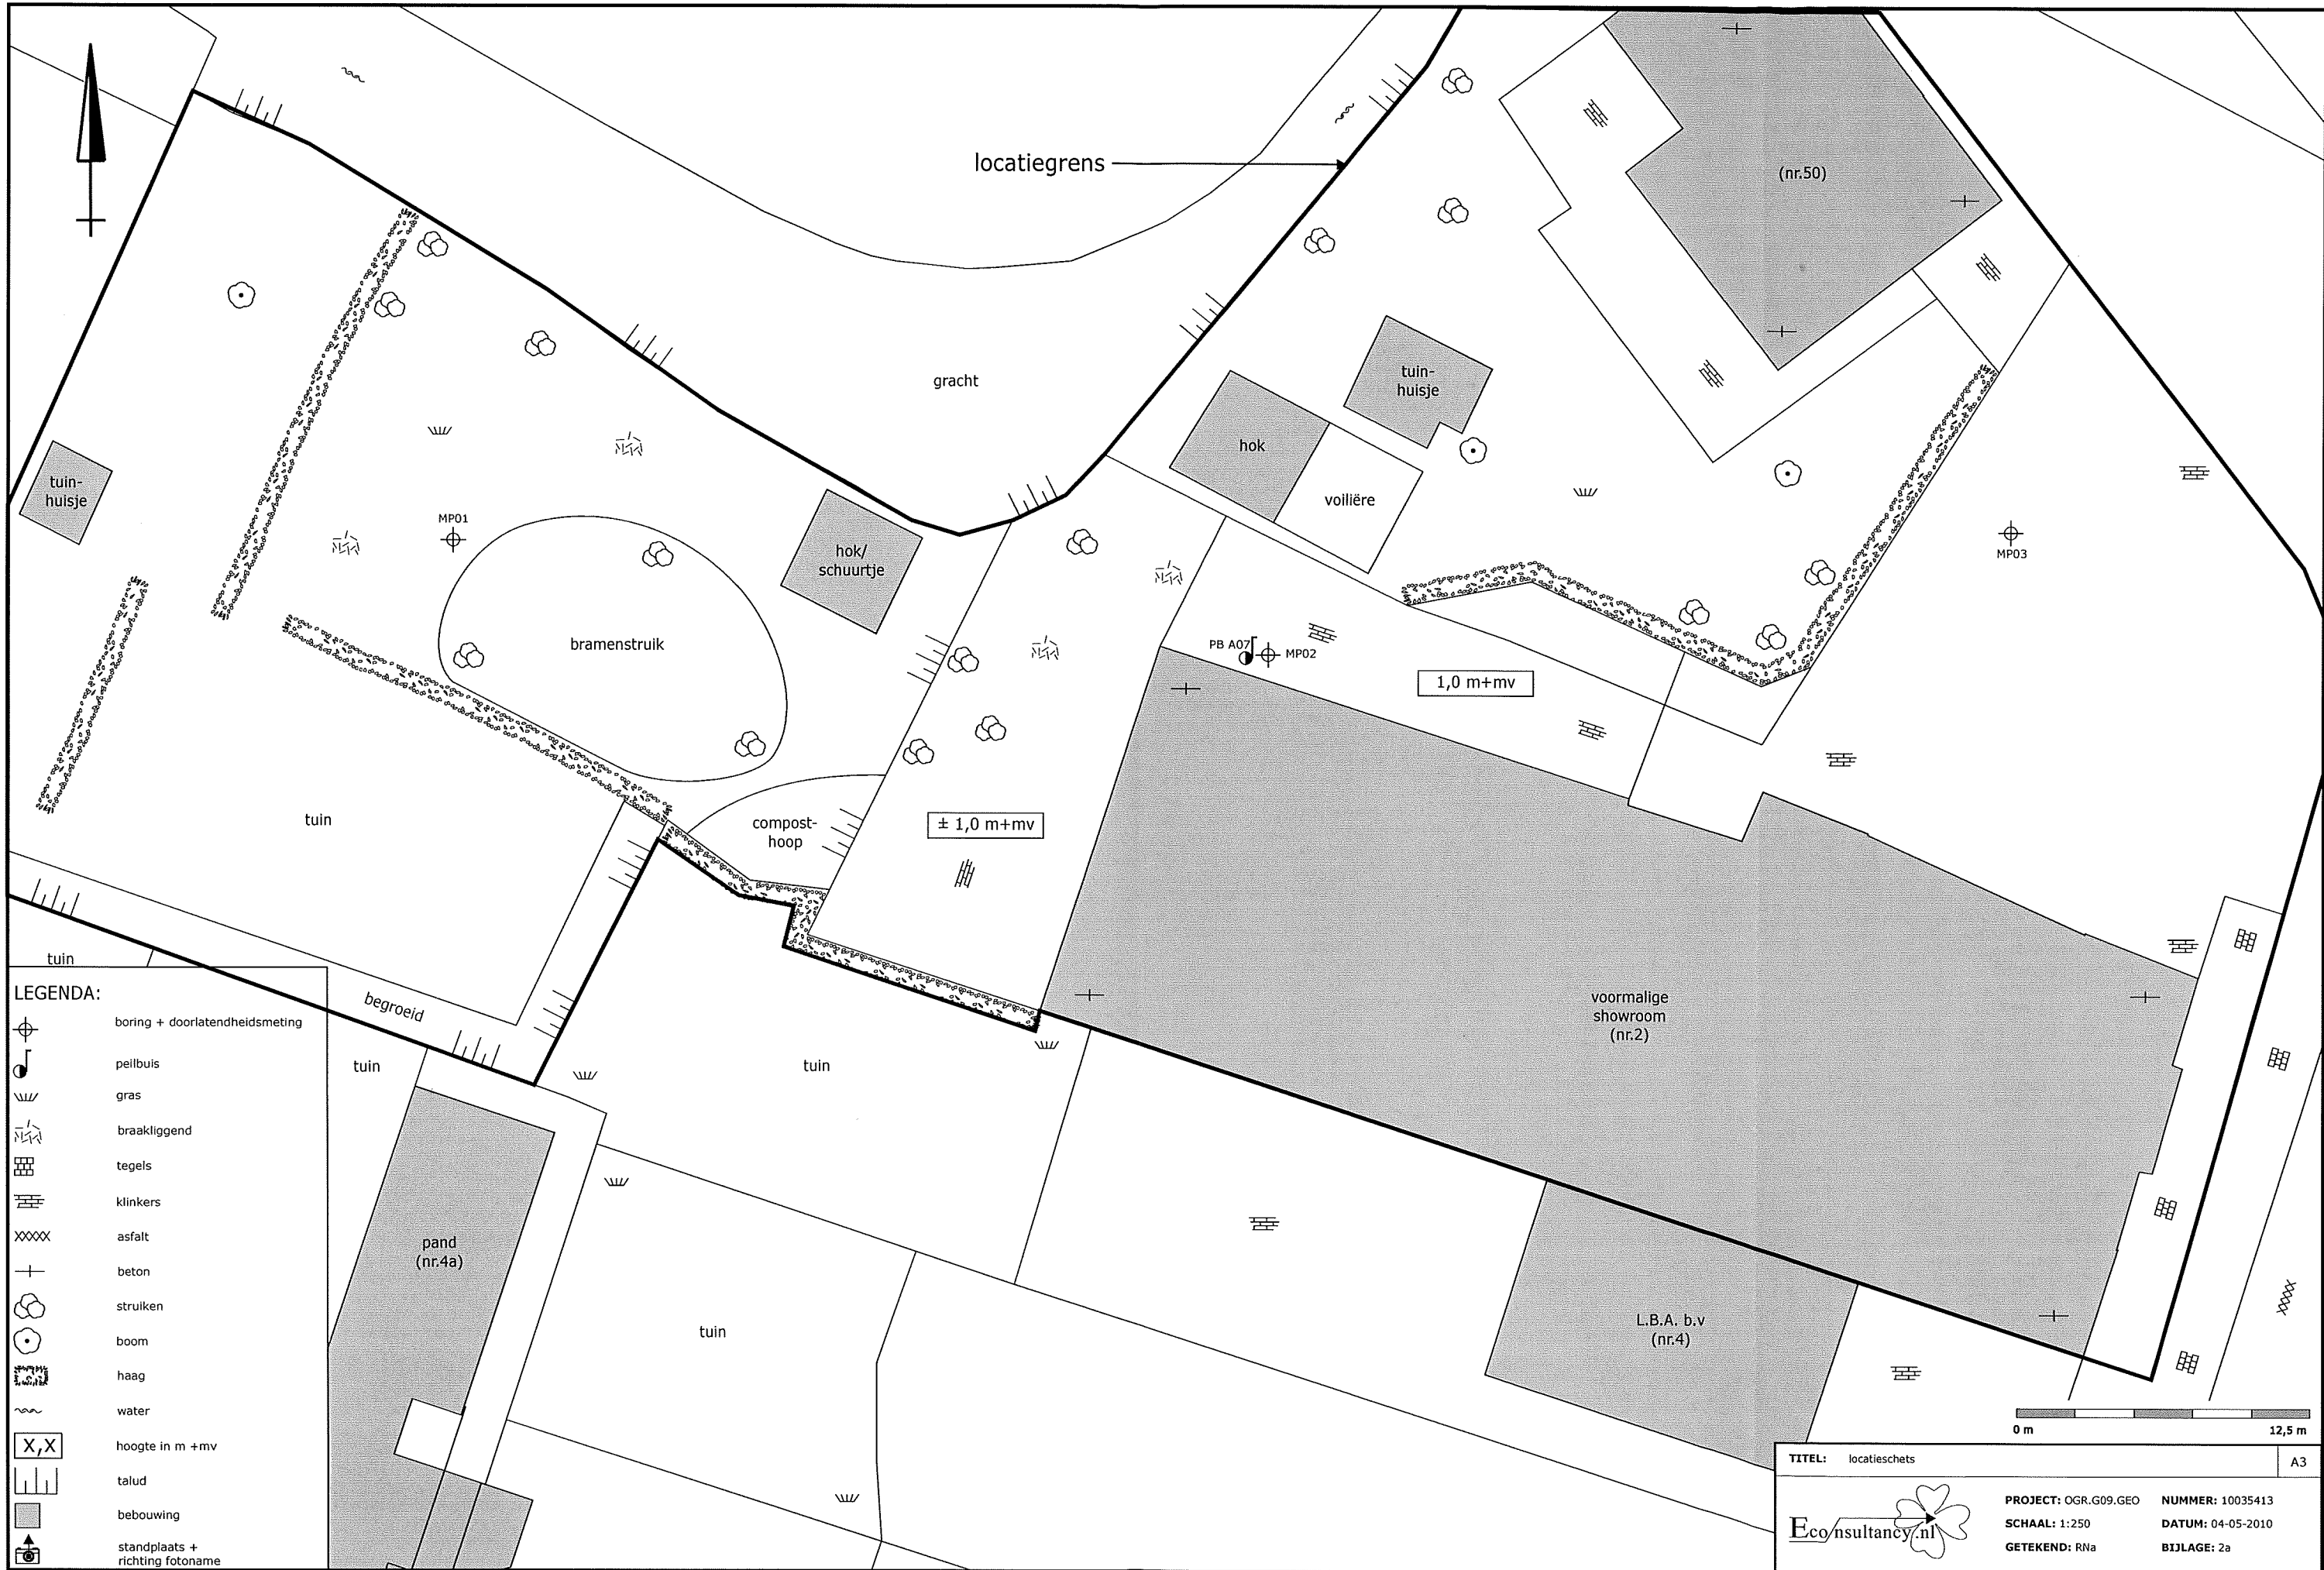 locatiegrens
(nr.50)
gracht
tuin-
huisje
hok
voilière
tuin-
huisje
MP01
hok/
schuurtje
MP03
bramenstruik
PB A07
MP02
1,0 m+mv
tuin
compost-
hoop
± 1,0 m+mv
tuin
begroeid
tuin
tuin
voormalige
showroom
(nr.2)
pand
(nr.4a)
tuin
L.B.A. b.v
(nr.4)
LEGENDA:
boring + doorlatendheidsmeting
peilbuis
gras
braakliggend
tegels
klinkers
asfalt
beton
struiken
boom
haag
water
X,X hoogte in m +mv
talud
bebouwing
standplaats +
richting fotoname
0 m 12,5 m
TITEL: locatieschets A3
Econsultancy.nl
PROJECT: OGR.G09.GEO NUMMER: 10035413
SCHAAL: 1:250 DATUM: 04-05-2010
GETEKEND: RNa BIJLAGE: 2a